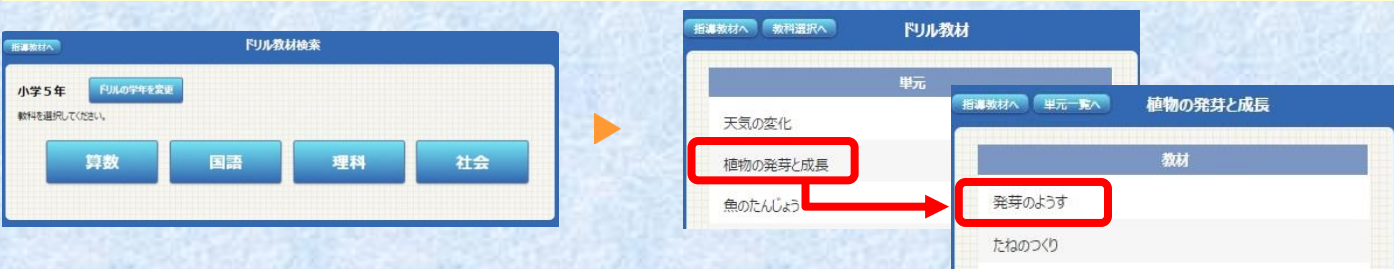 指導教材へ
ドリル教材検索
小学5年
ドリルの学年を変更
教科を選択してください。
算数 国語 理科 社会
指導教材へ 教科選択へ ドリル教材
単元
天気の変化
植物の発芽と成長
魚のたんじょう
指導教材へ 単元一覧へ 植物の発芽と成長
教材
発芽のようす
たねのつくり